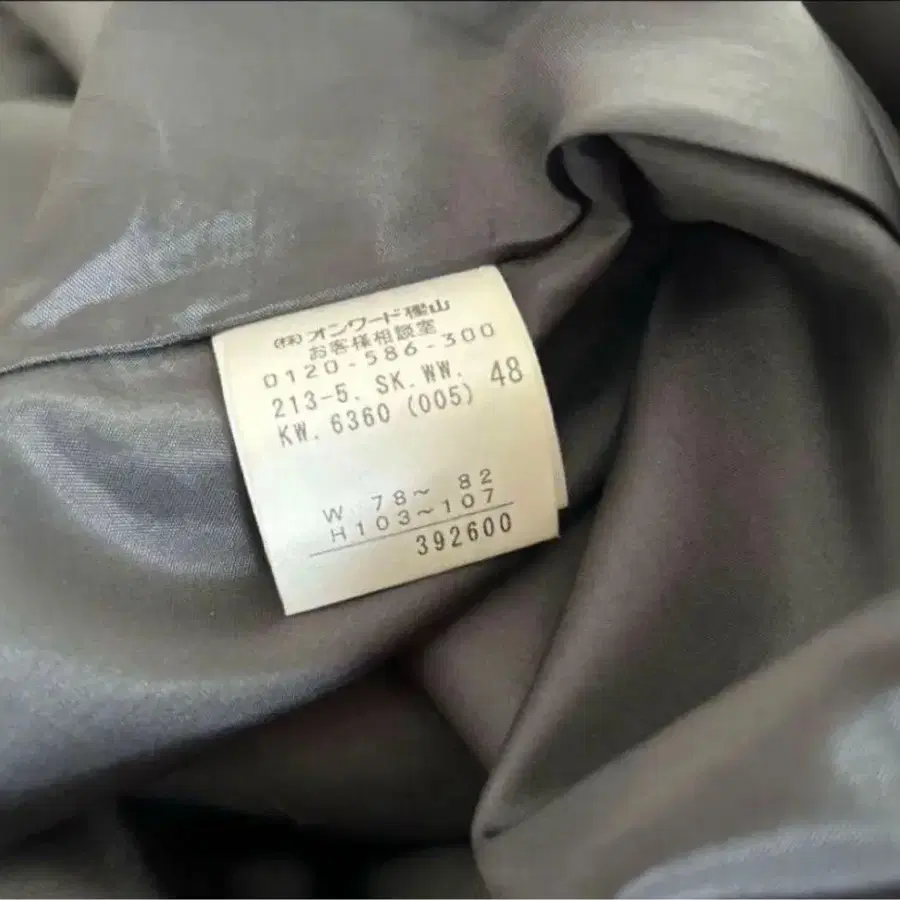 (株)オンワード樫山
お客様相談室
0120-586-300
213-5. SK. WW. 48
KW. 6360 (005)
W 78～ 82
H103～107
392600